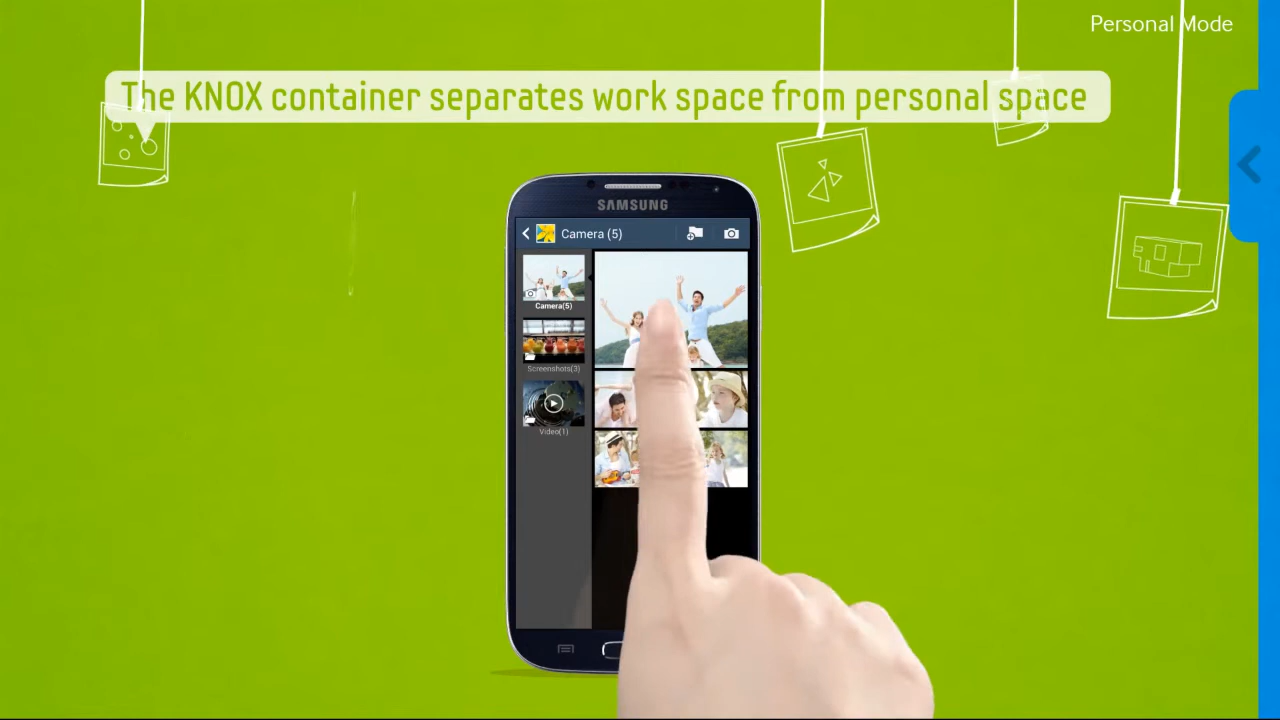 Personal Mode
The KNOX container separates work space from personal space
SAMSUNG
Camera (5)
Camera(5)
Screenshots(3)
Video(1)